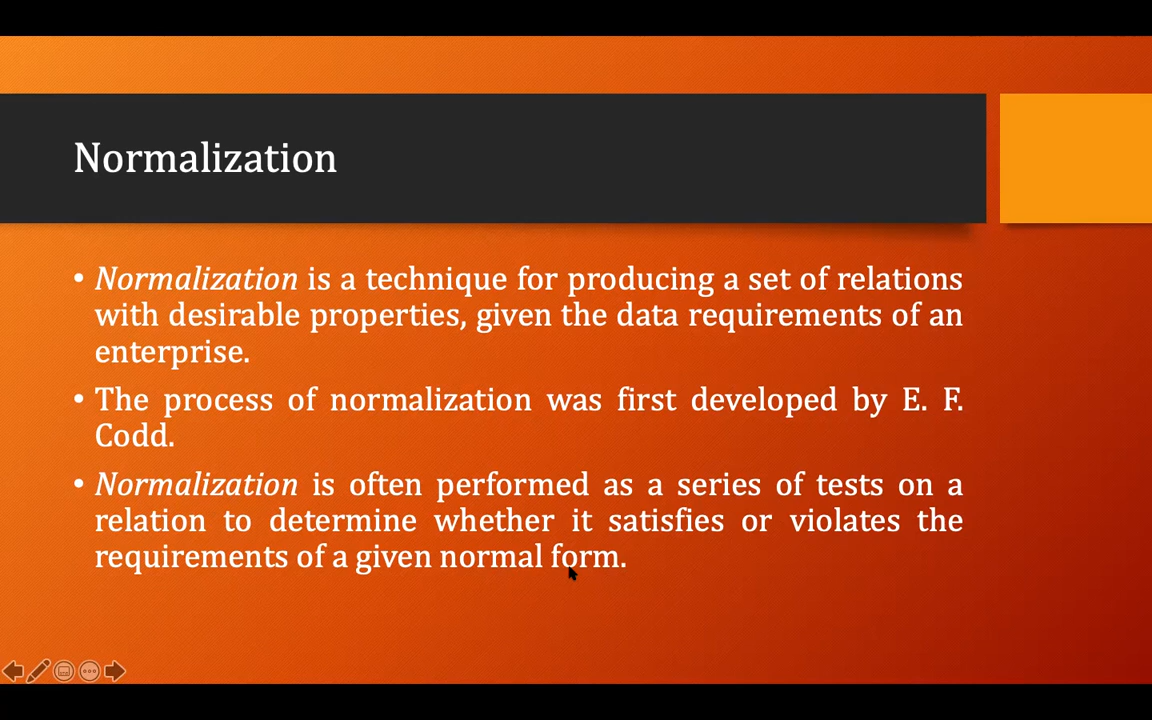 Normalization
• Normalization is a technique for producing a set of relations
with desirable properties, given the data requirements of an
enterprise.
• The process of normalization was first developed by E. F.
Codd.
• Normalization is often performed as a series of tests on a
relation to determine whether it satisfies or violates the
requirements of a given normal form.